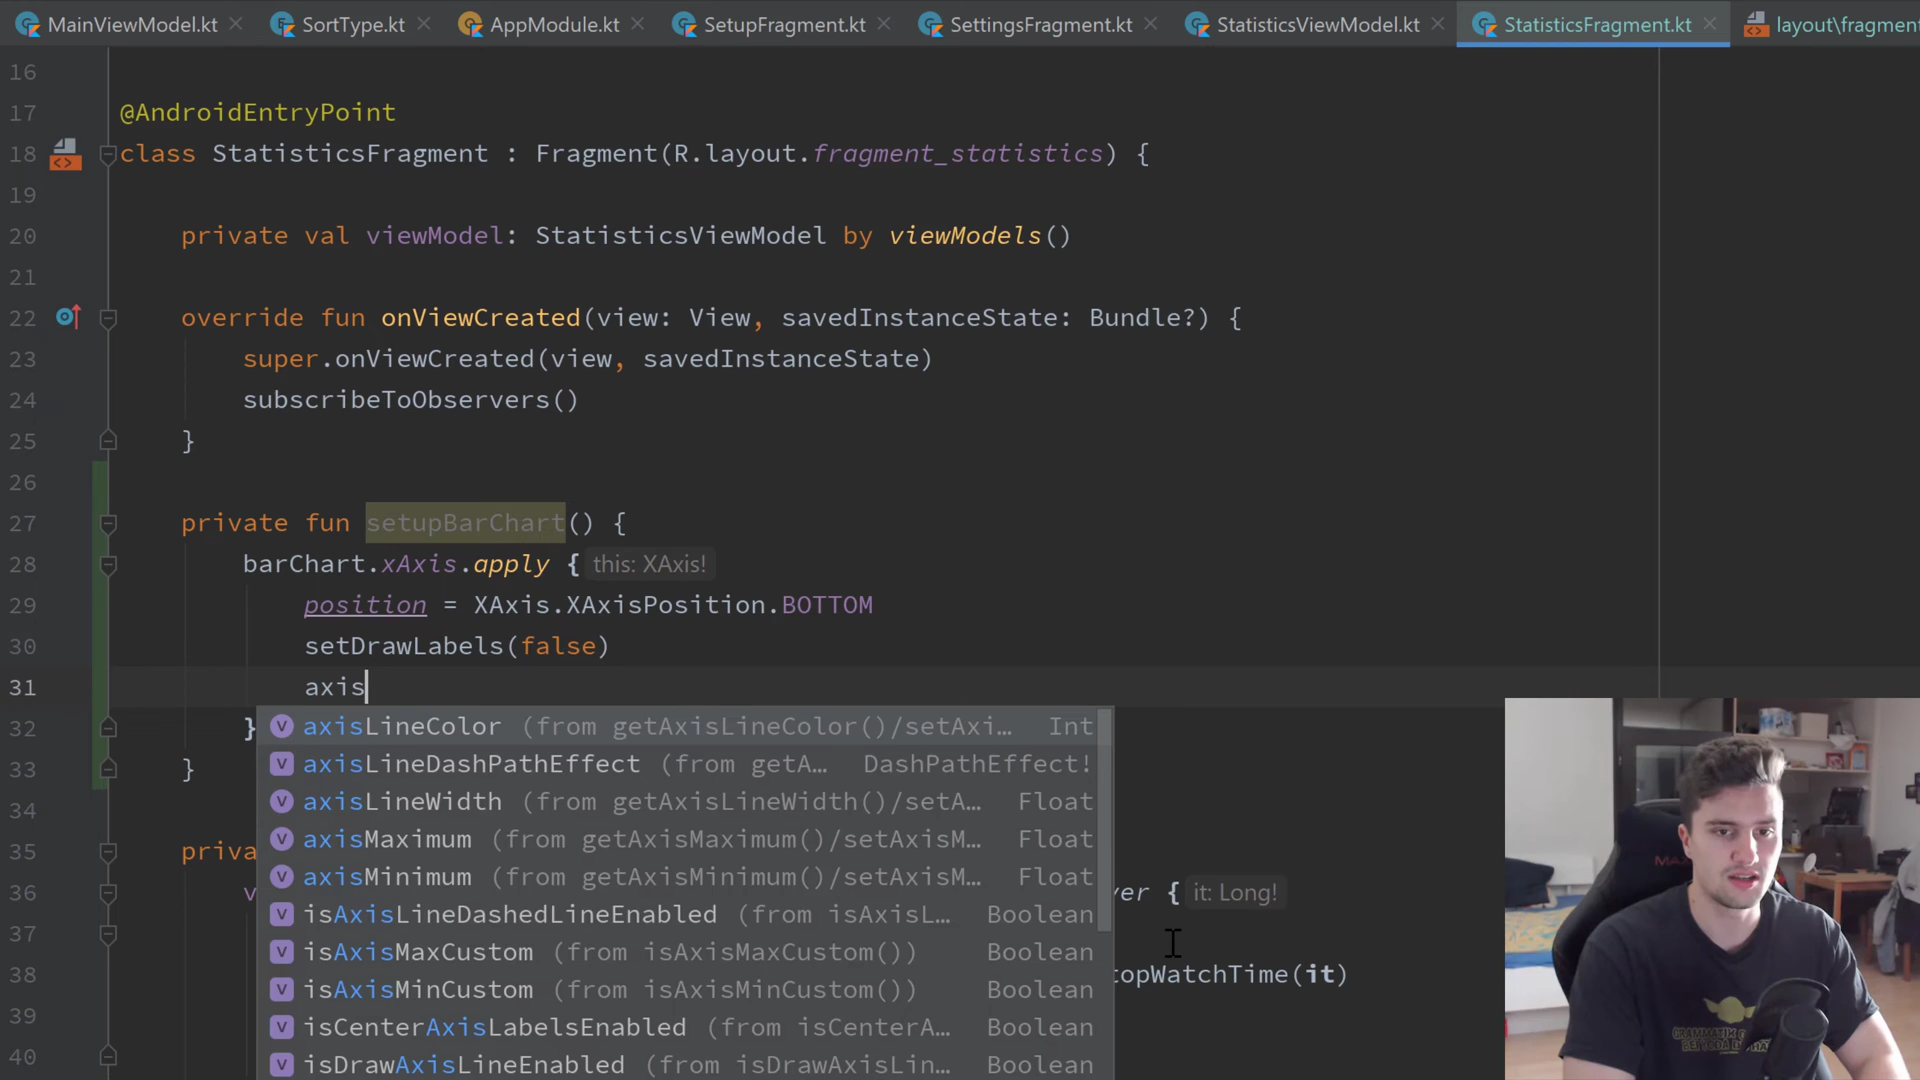 MainViewModel.kt SortType.kt AppModule.kt SetupFragment.kt SettingsFragment.kt StatisticsViewModel.kt StatisticsFragment.kt layout\fragment
16
17 @AndroidEntryPoint
18 class StatisticsFragment : Fragment(R.layout.fragment_statistics) {
19
20 private val viewModel: StatisticsViewModel by viewModels()
21
22 override fun onViewCreated(view: View, savedInstanceState: Bundle?) {
23 super.onViewCreated(view, savedInstanceState)
24 subscribeToObservers()
25 }
26
27 private fun setupBarChart() {
28 barChart.xAxis.apply { this: XAxis!
29 position = XAxis.XAxisPosition.BOTTOM
30 setDrawLabels(false)
31 axis
32 } axisLineColor (from getAxisLineColor()/setAxi... Int
33 } axisLineDashPathEffect (from getA... DashPathEffect!
34 axisLineWidth (from getAxisLineWidth()/setA... Float
35 priva axisMaximum (from getAxisMaximum()/setAxisM... Float
36 v axisMinimum (from getAxisMinimum()/setAxisM... Float ver { it: Long!
37 isAxisLineDashedLineEnabled (from isAxisL... Boolean
isAxisMaxCustom (from isAxisMaxCustom()) Boolean
38 isAxisMinCustom (from isAxisMinCustom()) Boolean topWatchTime(it)
39 isCenterAxisLabelsEnabled (from isCenterA... Boolean
40 isDrawAxisLineEnabled (from isDrawAxisLin... Boolean